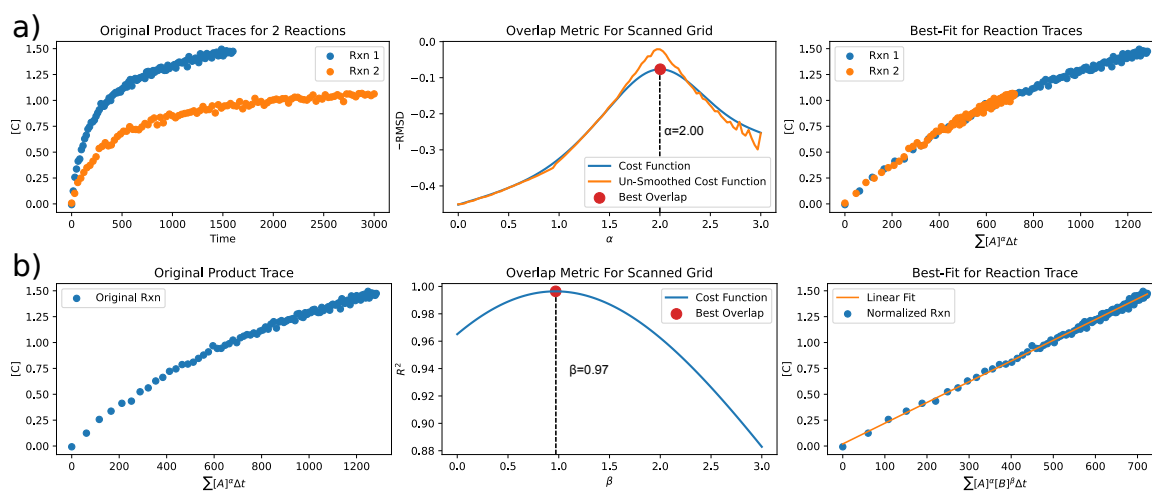 a)
Original Product Traces for 2 Reactions
1.50
1.25
1.00
0.75
0.50
0.25
0.00
[C]
Rxn 1
Rxn 2
0 500 1000 1500 2000 2500 3000
Time
Overlap Metric For Scanned Grid
−0.0
−0.1
−0.2
−0.3
−0.4
−RMSD
α=2.00
Cost Function
Un-Smoothed Cost Function
Best Overlap
0.0 0.5 1.0 1.5 2.0 2.5 3.0
α
Best-Fit for Reaction Traces
1.50
1.25
1.00
0.75
0.50
0.25
0.00
[C]
Rxn 1
Rxn 2
0 200 400 600 800 1000 1200
∑[A]^αΔt
b)
Original Product Trace
1.50
1.25
1.00
0.75
0.50
0.25
0.00
[C]
Original Rxn
0 200 400 600 800 1000 1200
∑[A]^αΔt
Overlap Metric For Scanned Grid
1.00
0.98
0.96
0.94
0.92
0.90
0.88
R²
Cost Function
Best Overlap
β=0.97
0.0 0.5 1.0 1.5 2.0 2.5 3.0
β
Best-Fit for Reaction Trace
1.50
1.25
1.00
0.75
0.50
0.25
0.00
[C]
Linear Fit
Normalized Rxn
0 100 200 300 400 500 600 700
∑[A]^α[B]^βΔt